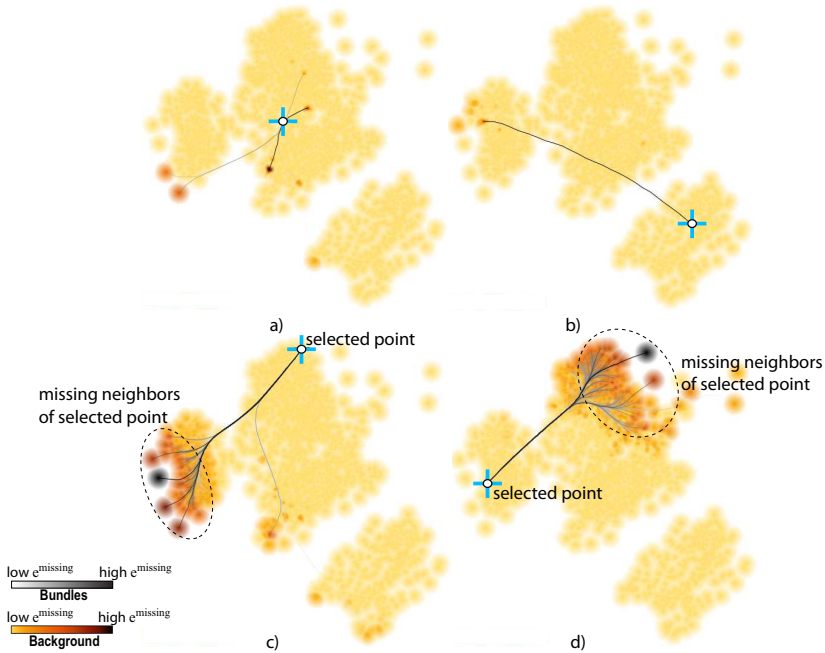 a)
b)
selected point
missing neighbors
of selected point
missing neighbors
of selected point
selected point
low e^missing high e^missing
Bundles
low e^missing high e^missing
Background
c)
d)